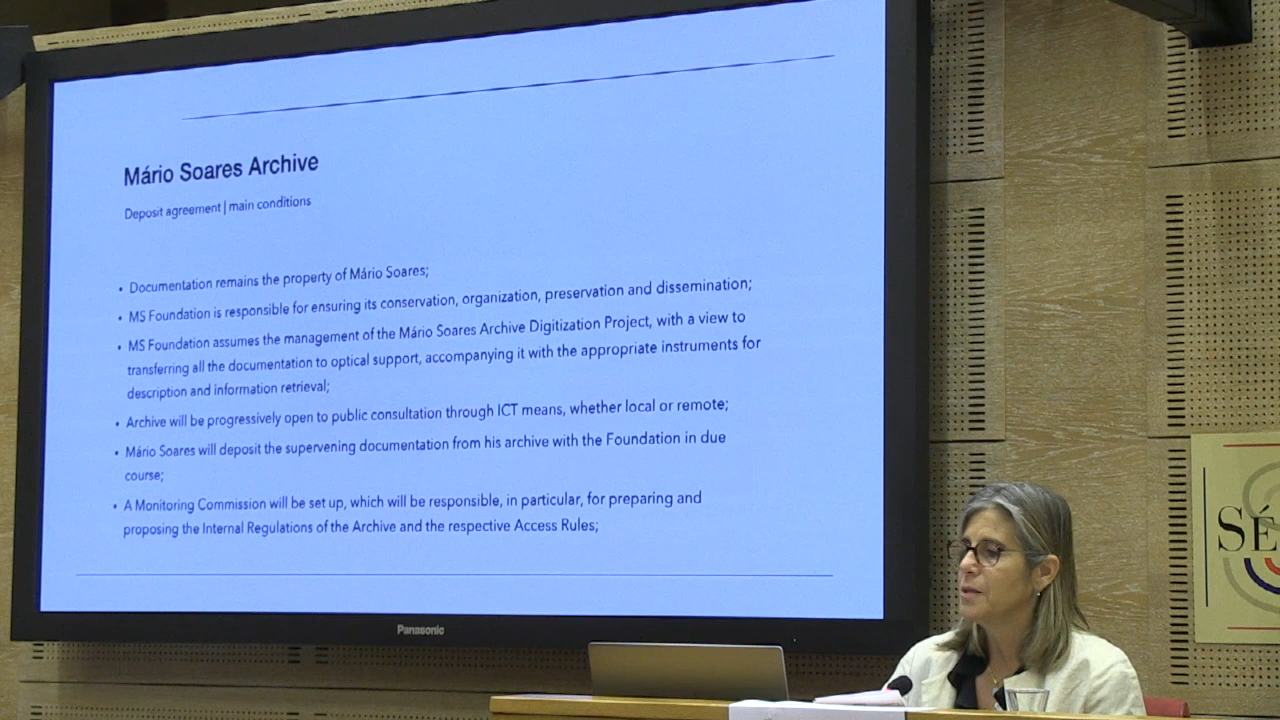 Mário Soares Archive
Deposit agreement | main conditions
• Documentation remains the property of Mário Soares;
• MS Foundation is responsible for ensuring its conservation, organization, preservation and dissemination;
• MS Foundation assumes the management of the Mário Soares Archive Digitization Project, with a view to
transferring all the documentation to optical support, accompanying it with the appropriate instruments for
description and information retrieval;
• Archive will be progressively open to public consultation through ICT means, whether local or remote;
• Mário Soares will deposit the supervening documentation from his archive with the Foundation in due
course;
• A Monitoring Commission will be set up, which will be responsible, in particular, for preparing and
proposing the Internal Regulations of the Archive and the respective Access Rules;
Panasonic
SÉ